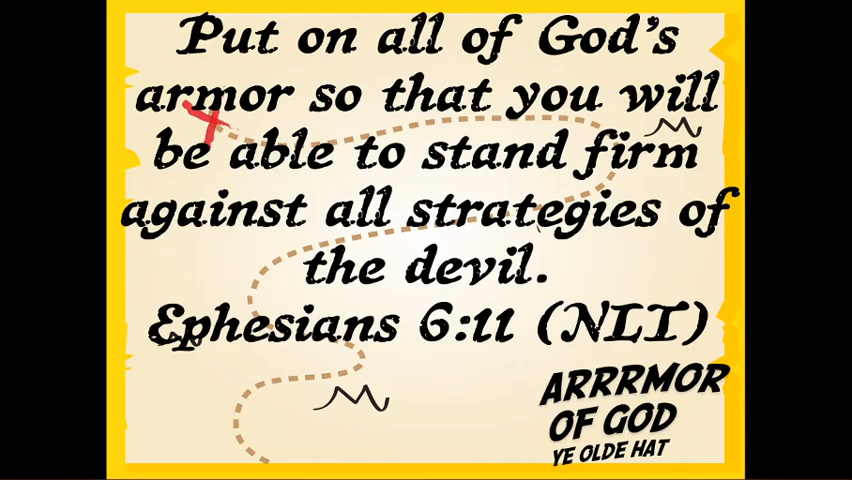 Put on all of God's
armor so that you will
be able to stand firm
against all strategies of
the devil.
Ephesians 6:11 (NLT)
ARRRMOR
OF GOD
YE OLDE HAT